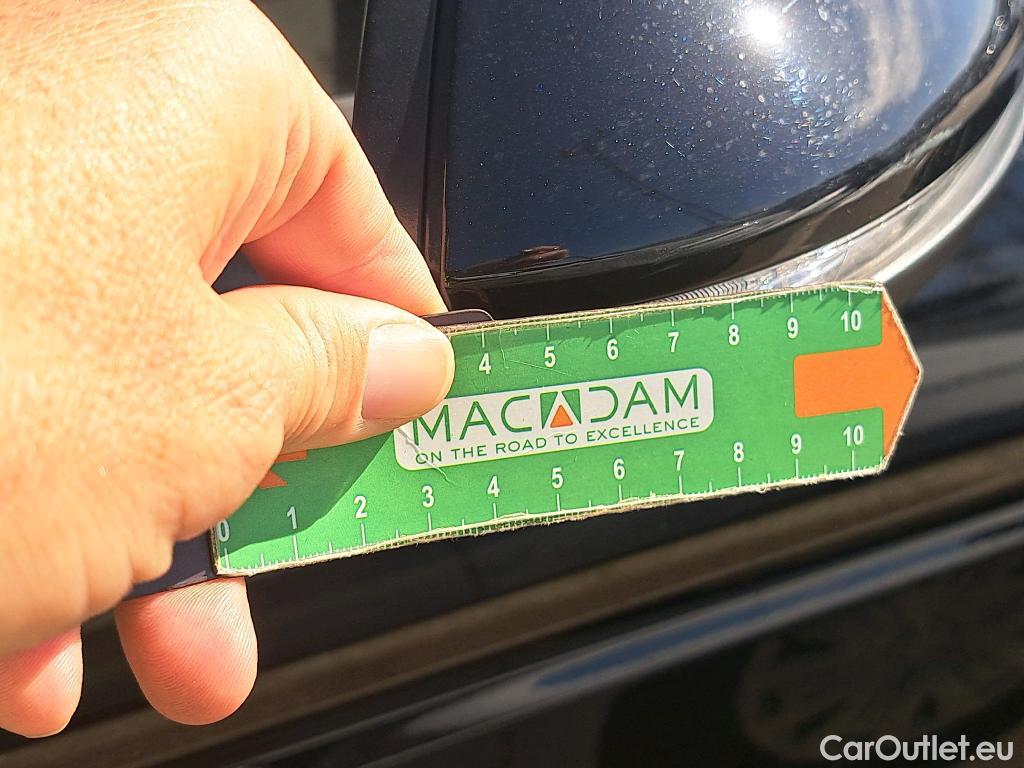 4 5 6 7 8 9 10
MACADAM
ON THE ROAD TO EXCELLENCE
0 1 2 3 4 5 6 7 8 9 10
CarOutlet.eu